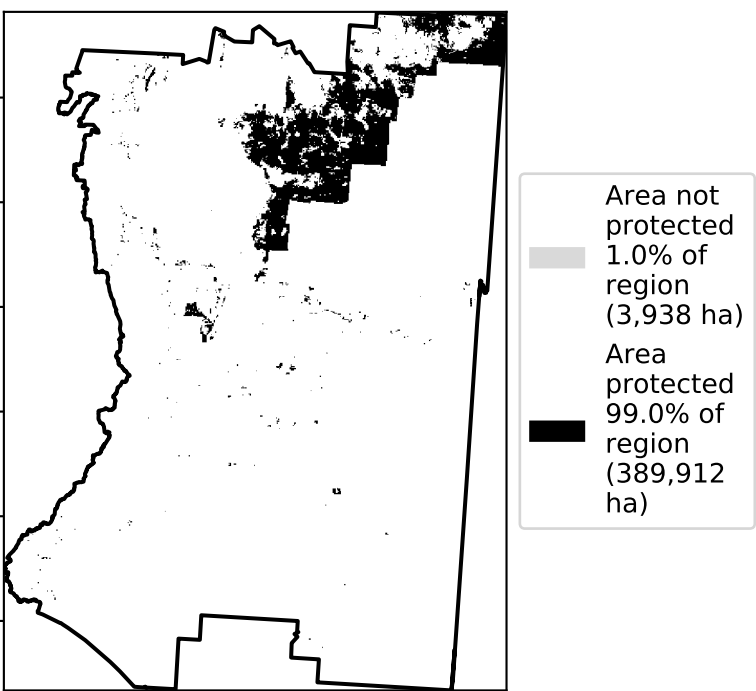 Area not
protected
1.0% of
region
(3,938 ha)
Area
protected
99.0% of
region
(389,912
ha)